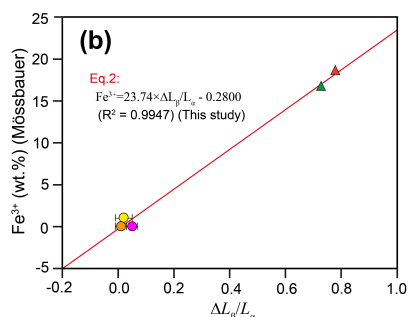 (b)
Eq.2:
Fe³⁺=23.74×ΔLᵦ/Lₐ - 0.2800
(R² = 0.9947) (This study)
Fe³⁺ (wt.%) (Mössbauer)
25
20
15
10
5
0
-5
-0.2 0.0 0.2 0.4 0.6 0.8 1.0
ΔLᵦ/Lₐ